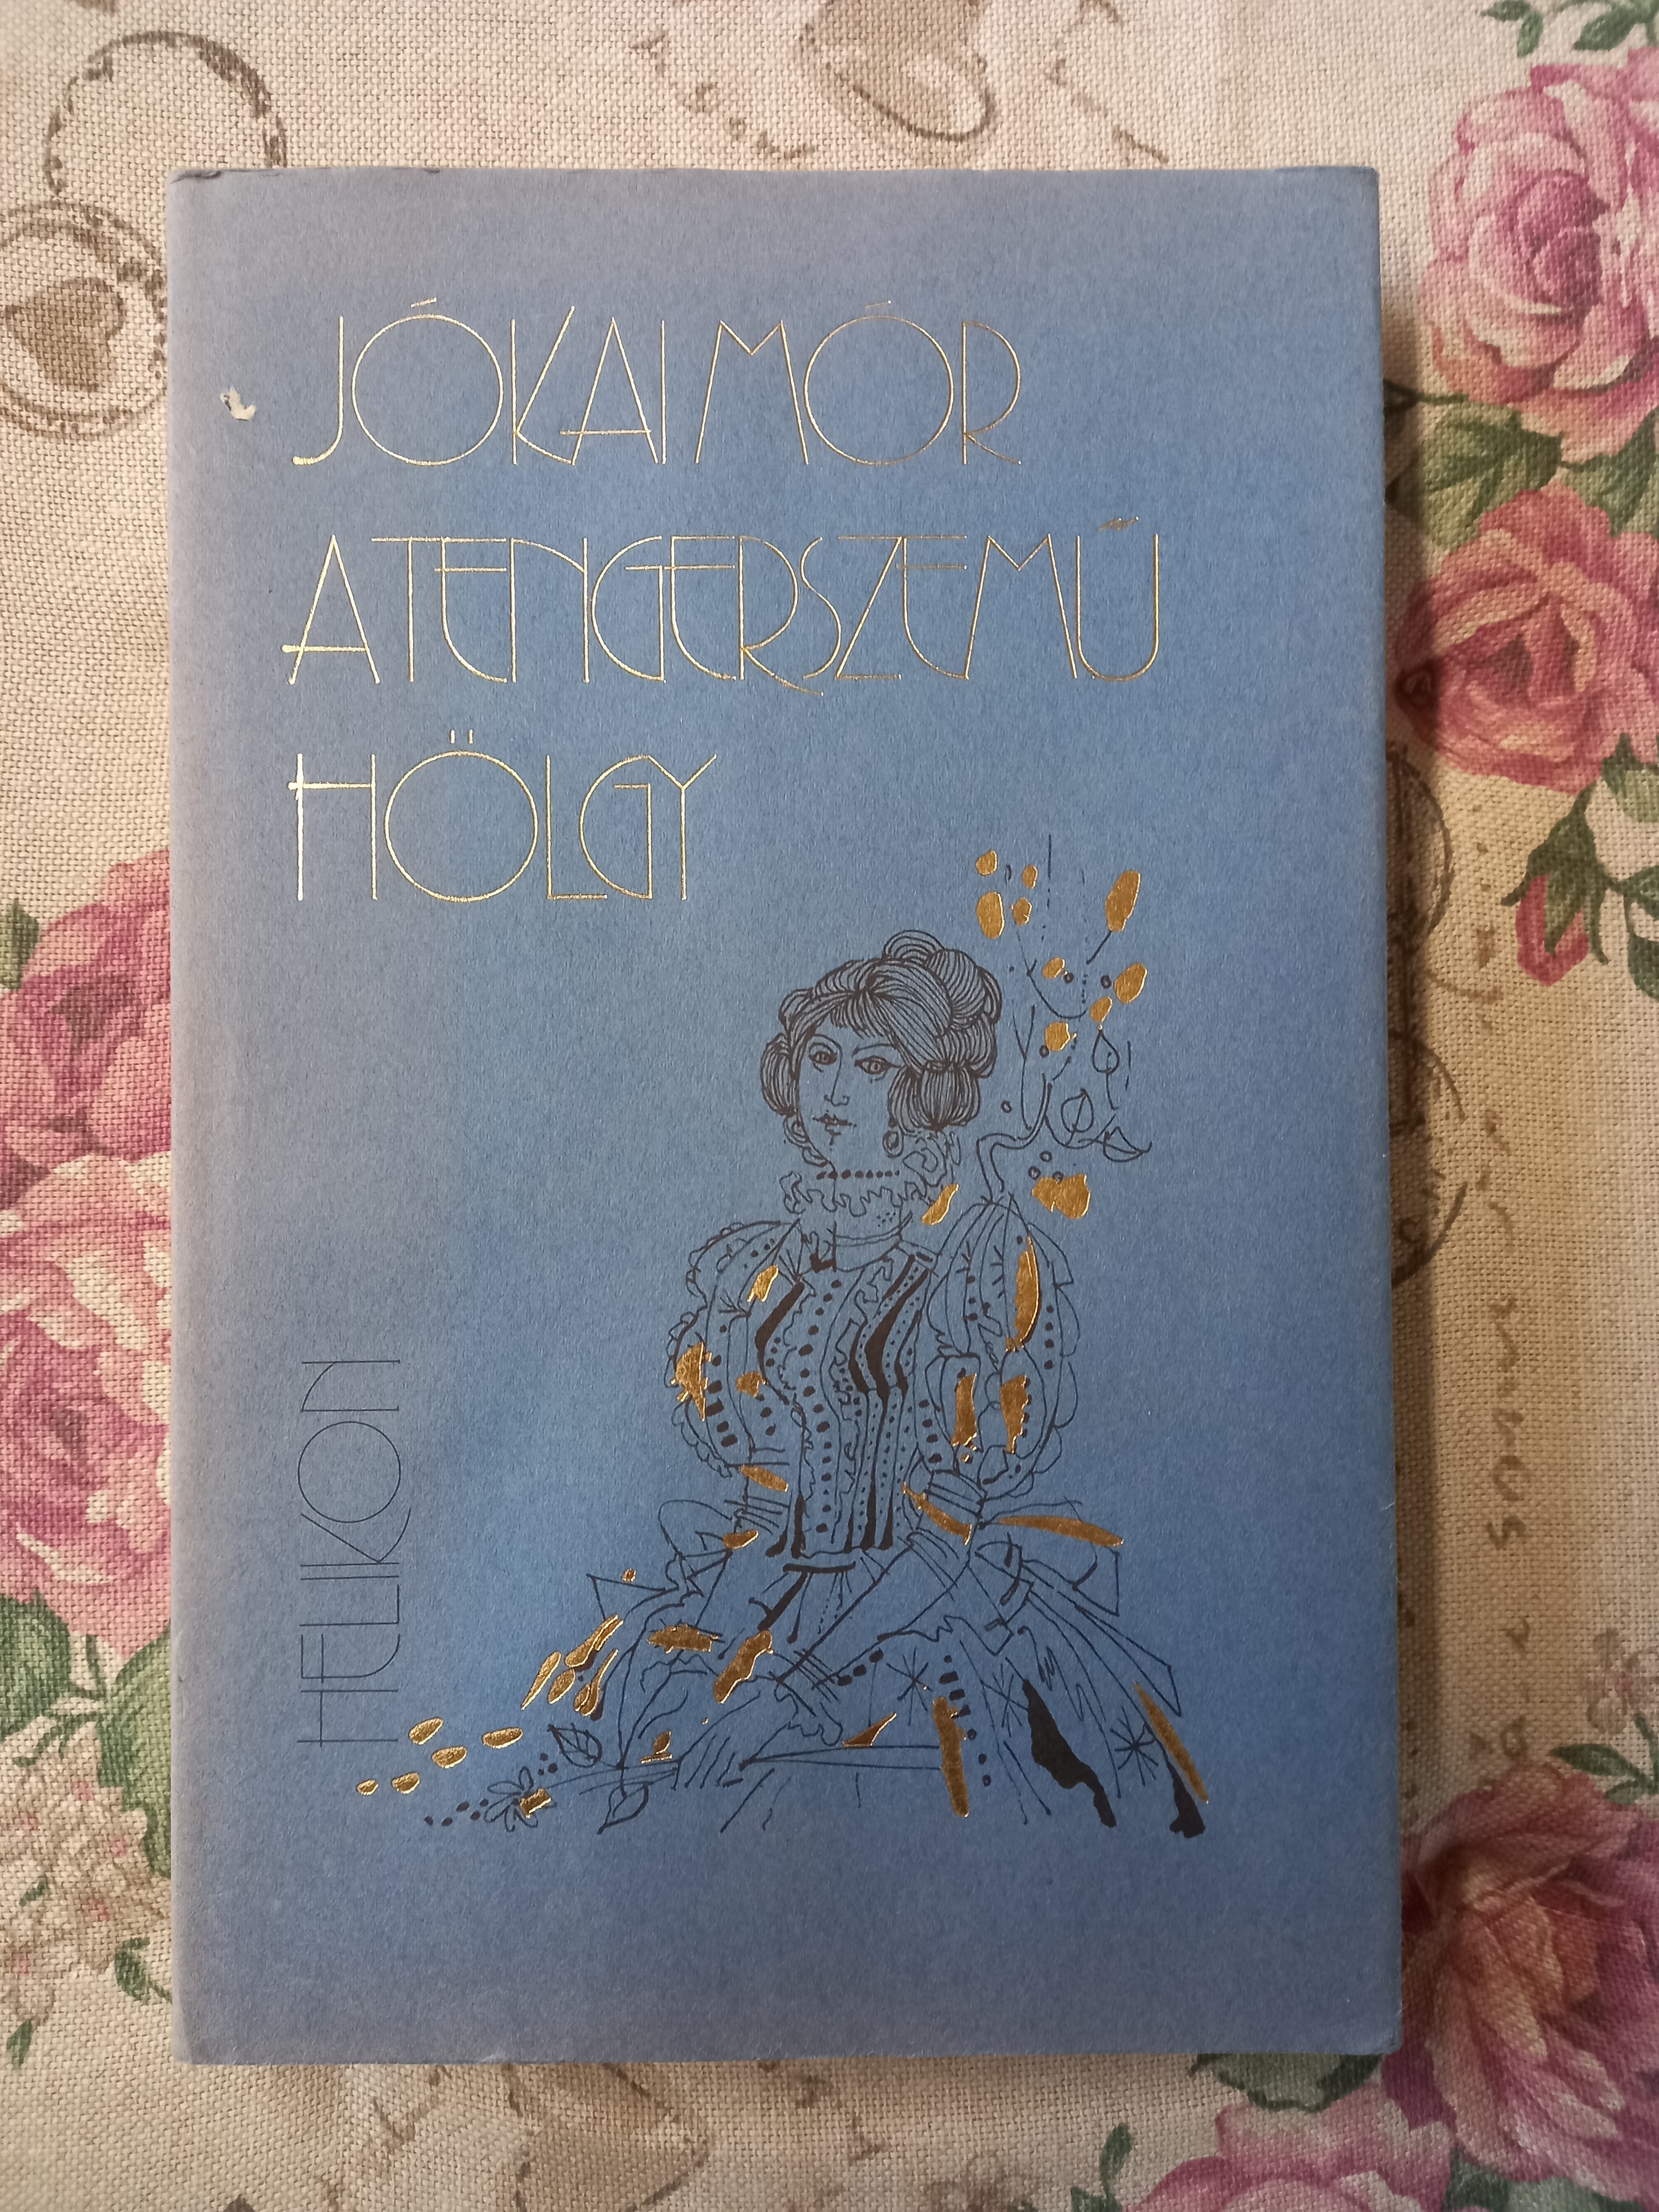 JÓKAI MÓR
A TENGERSZEMŰ
HÖLGY
HELIKON